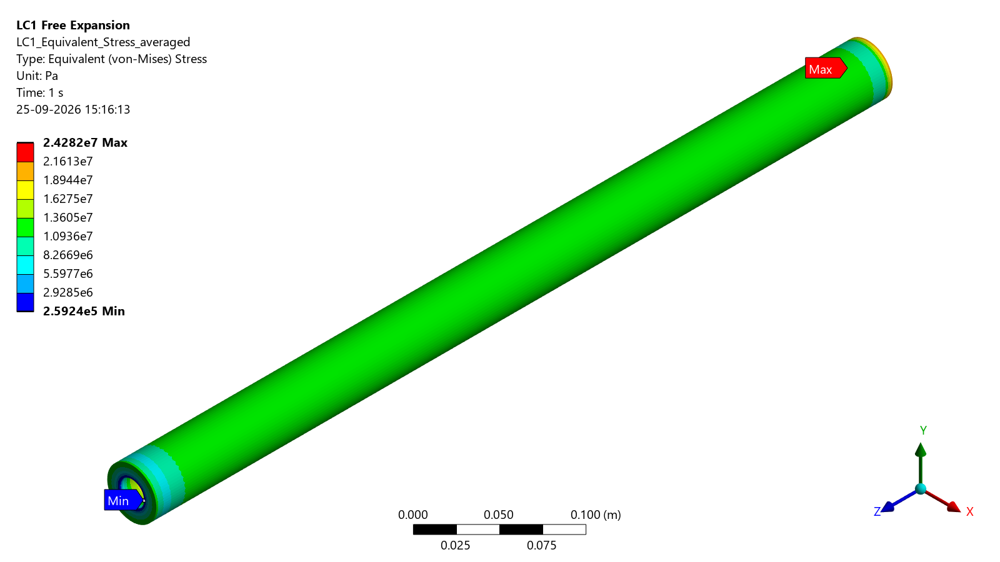 LC1 Free Expansion
LC1_Equivalent_Stress_averaged
Type: Equivalent (von-Mises) Stress
Unit: Pa
Time: 1 s
25-09-2026 15:16:13
2.4282e7 Max
2.1613e7
1.8944e7
1.6275e7
1.3605e7
1.0936e7
8.2669e6
5.5977e6
2.9285e6
2.5924e5 Min
Max
Min
0.000 0.050 0.100 (m)
0.025 0.075
Y
Z X